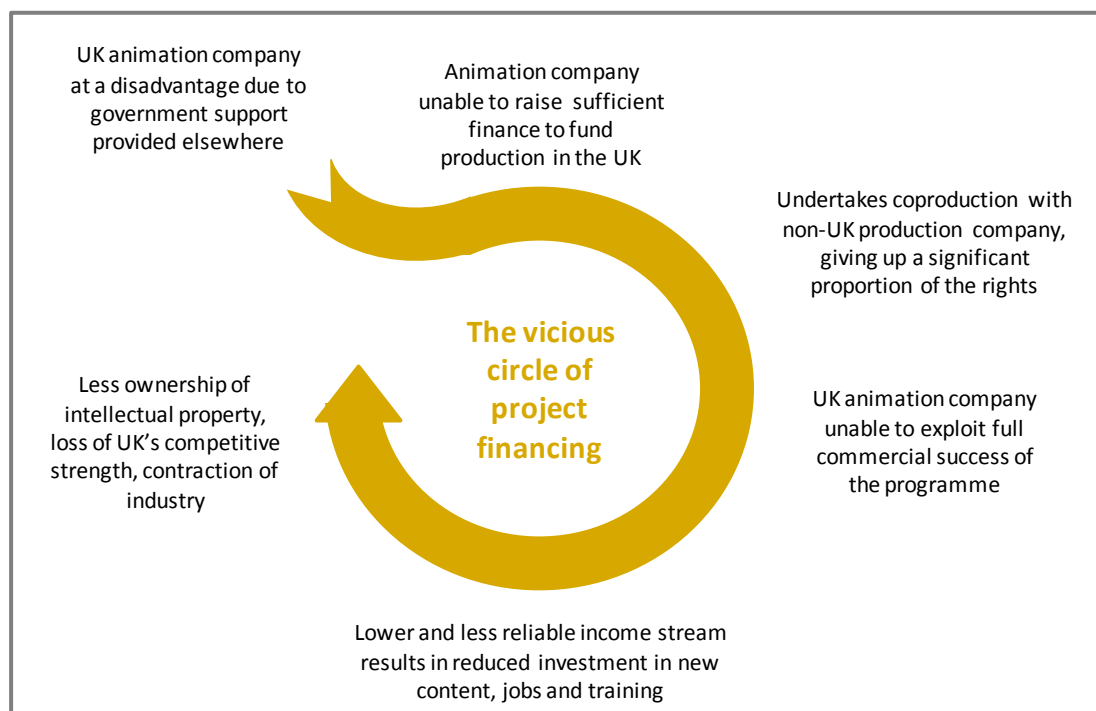 UK animation company
at a disadvantage due to
government support
provided elsewhere
Animation company
unable to raise sufficient
finance to fund
production in the UK
Undertakes coproduction with
non-UK production company,
giving up a significant
proportion of the rights
UK animation company
unable to exploit full
commercial success of
the programme
Lower and less reliable income stream
results in reduced investment in new
content, jobs and training
Less ownership of
intellectual property,
loss of UK's competitive
strength, contraction of
industry
The vicious
circle of
project
financing